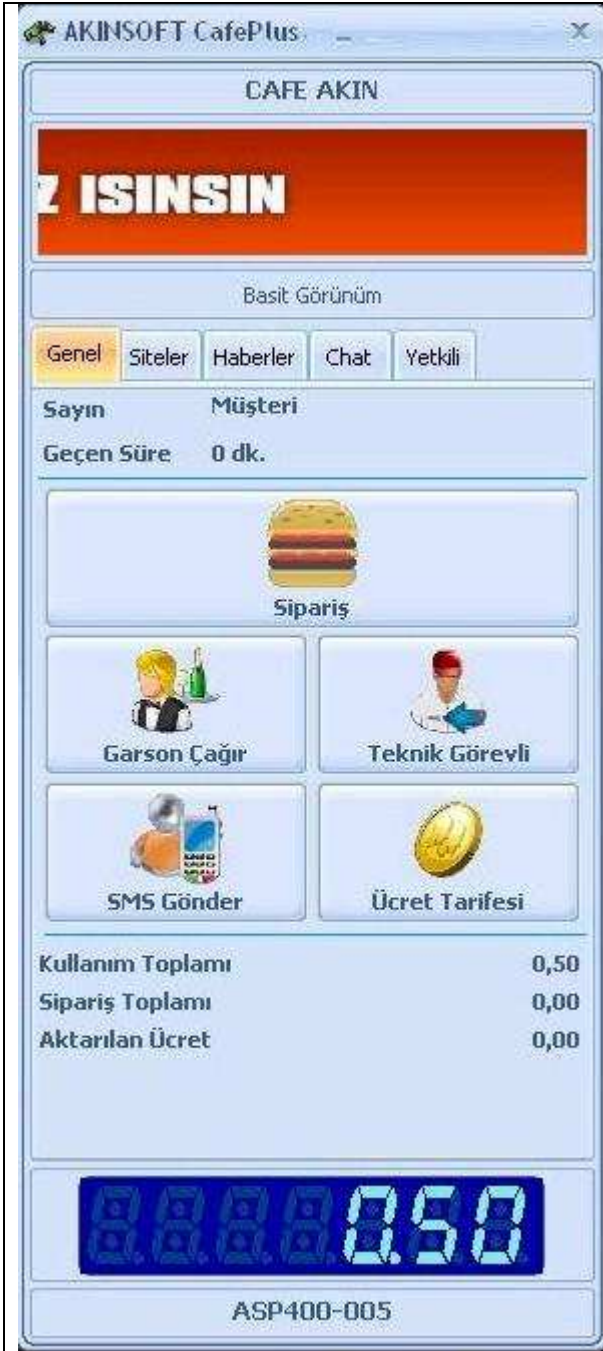 AKINSOFT CafePlus
CAFE AKIN
Z ISINSIN
Basit Görünüm
Genel Siteler Haberler Chat Yetkili
Sayın Müşteri
Geçen Süre 0 dk.
Sipariş
Garson Çağır Teknik Görevli
SMS Gönder Ücret Tarifesi
Kullanım Toplamı 0,50
Sipariş Toplamı 0,00
Aktarılan Ücret 0,00
0.50
ASP400-005